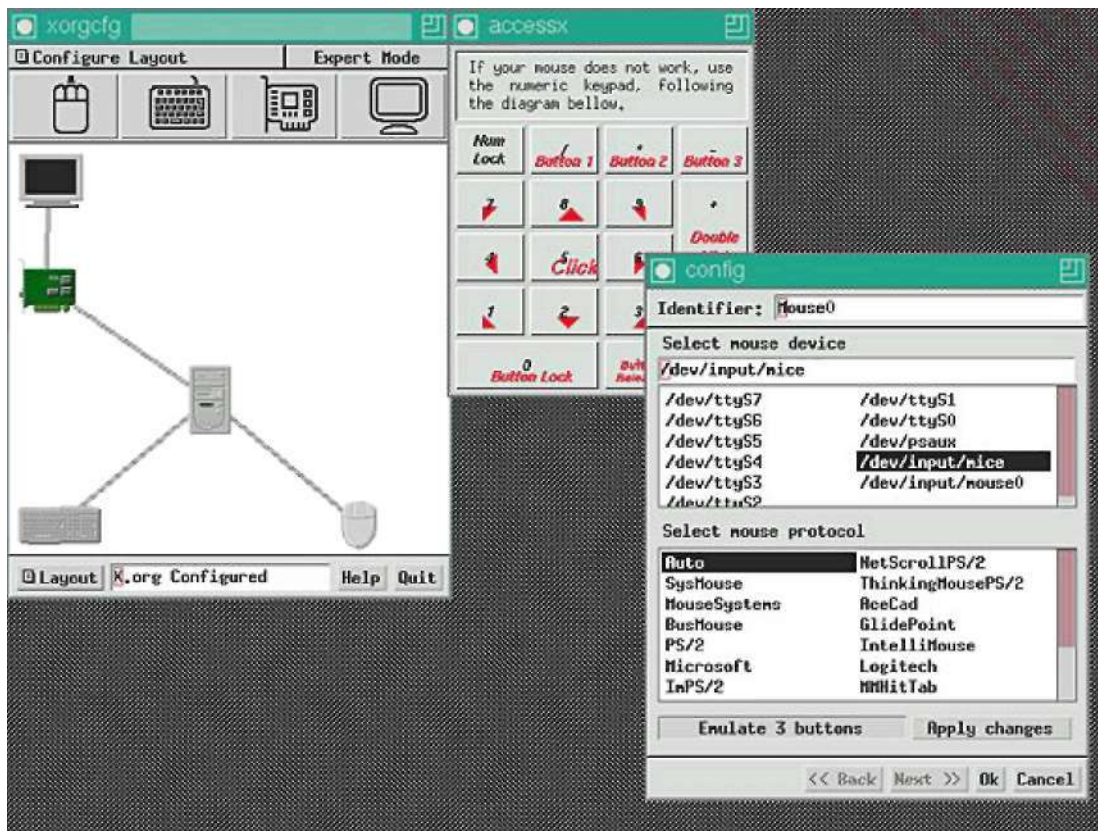 xorgcfg
Configure Layout
Expert Mode
Layout
X.org Configured
Help
Quit
accessx
If your mouse does not work, use
the numeric keypad, Following
the diagram bellow.
Num
Lock
/
Button 1
*
Button 2
-
Button 3
7
8
9
+
Double
4
5
Click
6
1
2
3
0
Button Lock
config
Identifier: Mouse0
Select mouse device
/dev/input/mice
/dev/ttyS7 /dev/ttyS1
/dev/ttyS6 /dev/ttyS0
/dev/ttyS5 /dev/psaux
/dev/ttyS4 /dev/input/mice
/dev/ttyS3 /dev/input/mouse0
/dev/ttyS2
Select mouse protocol
Auto NetScrollPS/2
SysMouse ThinkingMousePS/2
MouseSystems AceCad
BusMouse GlidePoint
PS/2 IntelliMouse
Microsoft Logitech
ImPS/2 MMHitTab
Emulate 3 buttons
Apply changes
<< Back Next >> Ok Cancel